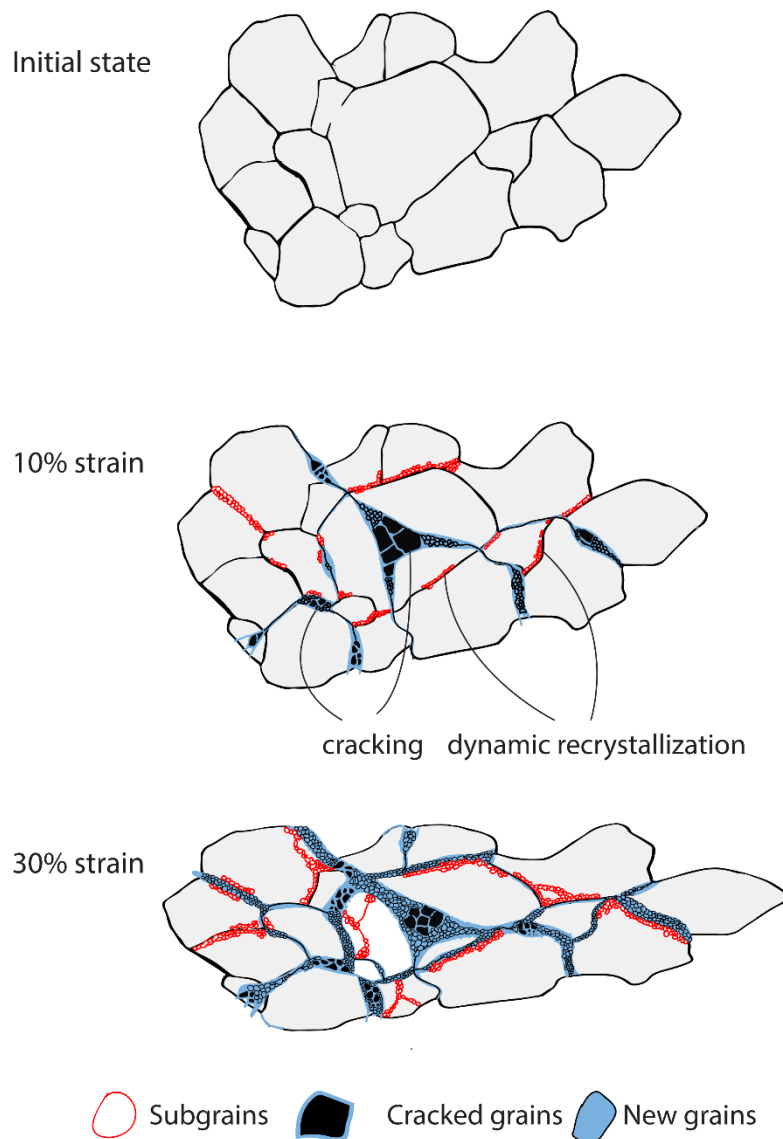 Initial state
10% strain
cracking dynamic recrystallization
30% strain
Subgrains Cracked grains New grains